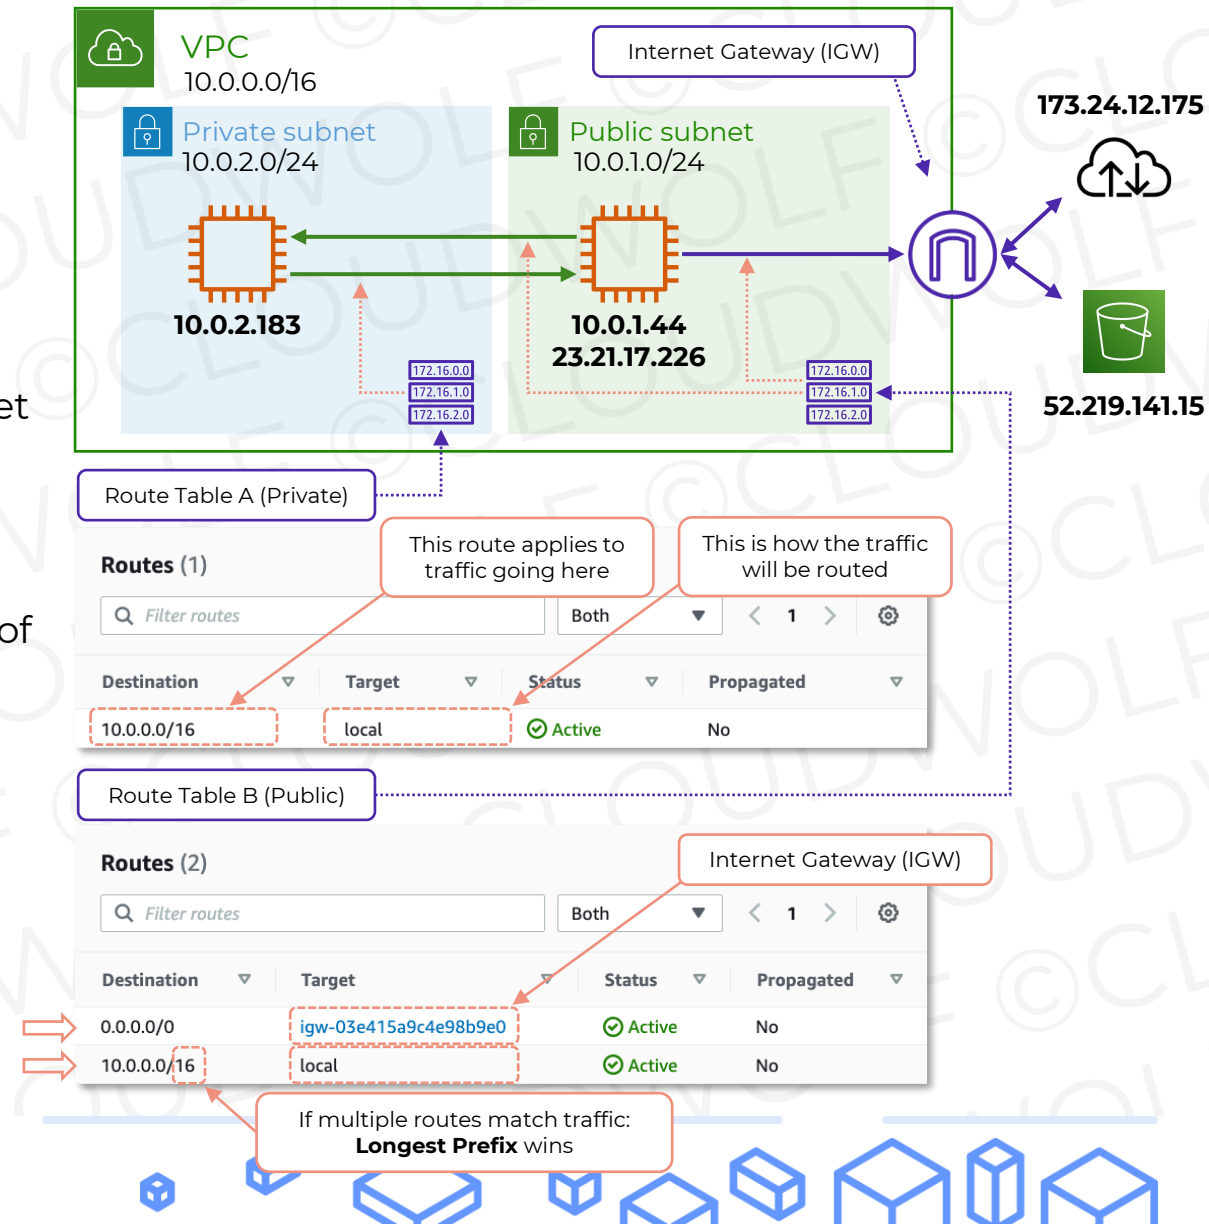 VPC
10.0.0.0/16
Internet Gateway (IGW)
173.24.12.175
Private subnet
10.0.2.0/24
Public subnet
10.0.1.0/24
10.0.2.183
10.0.1.44
23.21.17.226
172.16.0.0
172.16.1.0
172.16.2.0
172.16.0.0
172.16.1.0
172.16.2.0
52.219.141.15
et
of
Route Table A (Private)
This route applies to
traffic going here
This is how the traffic
will be routed
Routes (1)
Filter routes
Both
1
Destination Target Status Propagated
10.0.0.0/16 local Active No
Route Table B (Public)
Internet Gateway (IGW)
Routes (2)
Filter routes
Both
1
Destination Target Status Propagated
0.0.0.0/0 igw-03e415a9c4e98b9e0 Active No
10.0.0.0/16 local Active No
If multiple routes match traffic:
Longest Prefix wins
©CLOUDWOLF